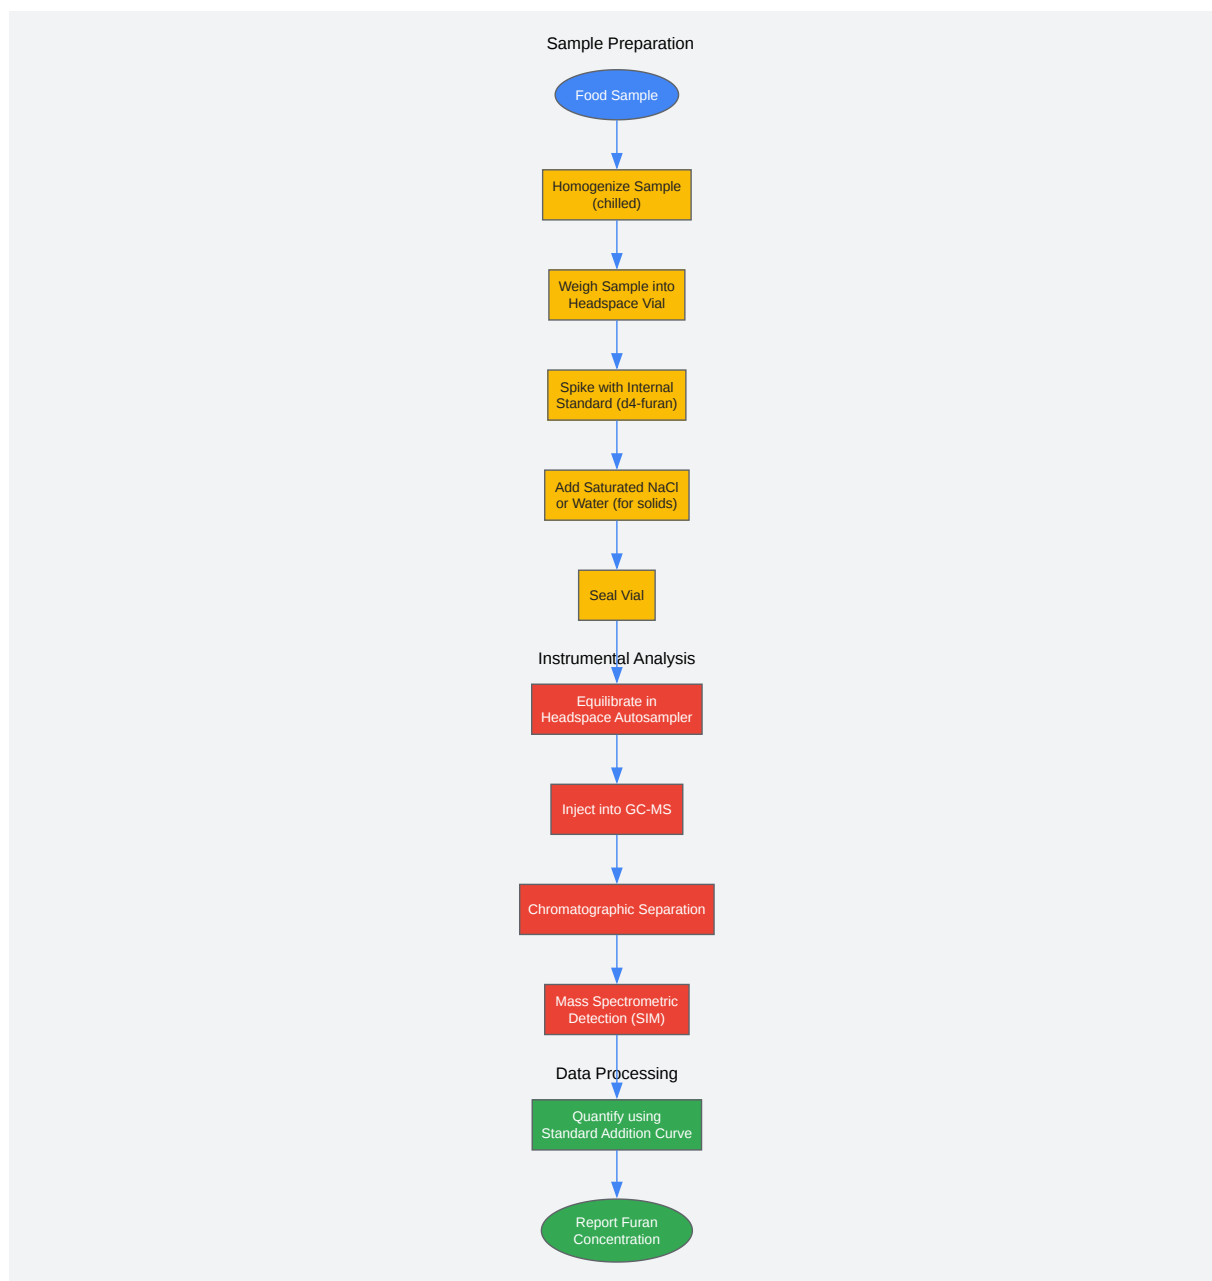 Sample Preparation
Food Sample
Homogenize Sample
(chilled)
Weigh Sample into
Headspace Vial
Spike with Internal
Standard (d4-furan)
Add Saturated NaCl
or Water (for solids)
Seal Vial
Instrumental Analysis
Equilibrate in
Headspace Autosampler
Inject into GC-MS
Chromatographic Separation
Mass Spectrometric
Detection (SIM)
Data Processing
Quantify using
Standard Addition Curve
Report Furan
Concentration